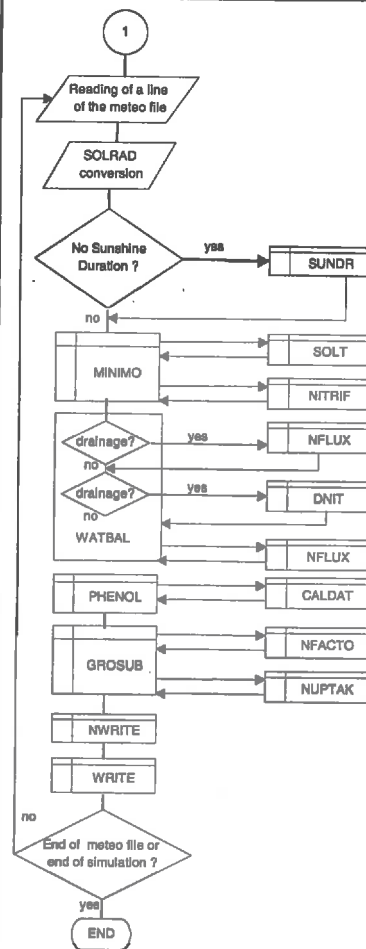 1
Reading of a line
of the meteo file
SOLRAD
conversion
No Sunshine
Duration ?
yes
SUNDR
no
MINIMO
SOLT
NITRIF
drainage?
yes
NFLUX
no
drainage?
yes
DNIT
no
WATBAL
NFLUX
PHENOL
CALDAT
GROSUB
NFACTO
NUPTAK
NWRITE
WRITE
no
End of meteo file or
end of simulation ?
yes
END